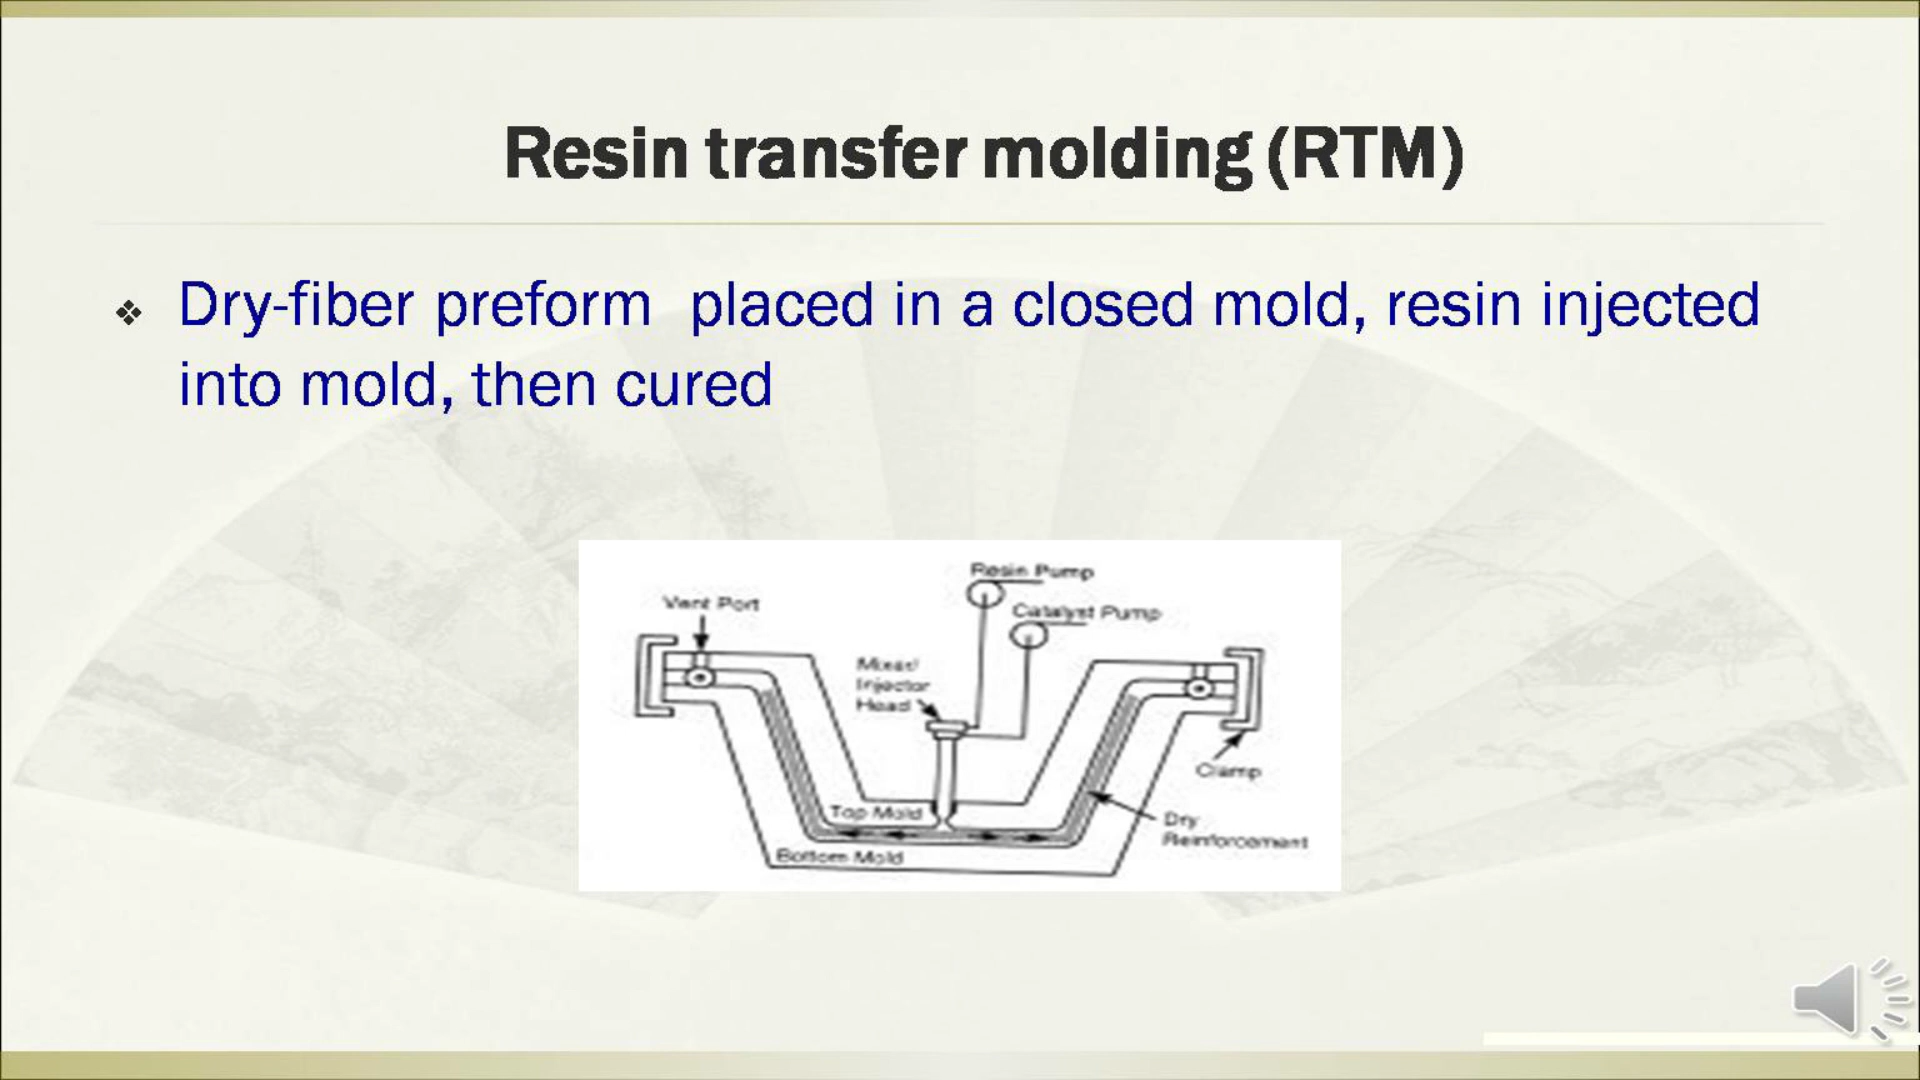 Resin transfer molding (RTM)
❖ Dry-fiber preform placed in a closed mold, resin injected
into mold, then cured
Resin Pump
Vent Port
Catalyst Pump
Mixer/
Injector
Head
Clamp
Top Mold
Dry
Reinforcement
Bottom Mold